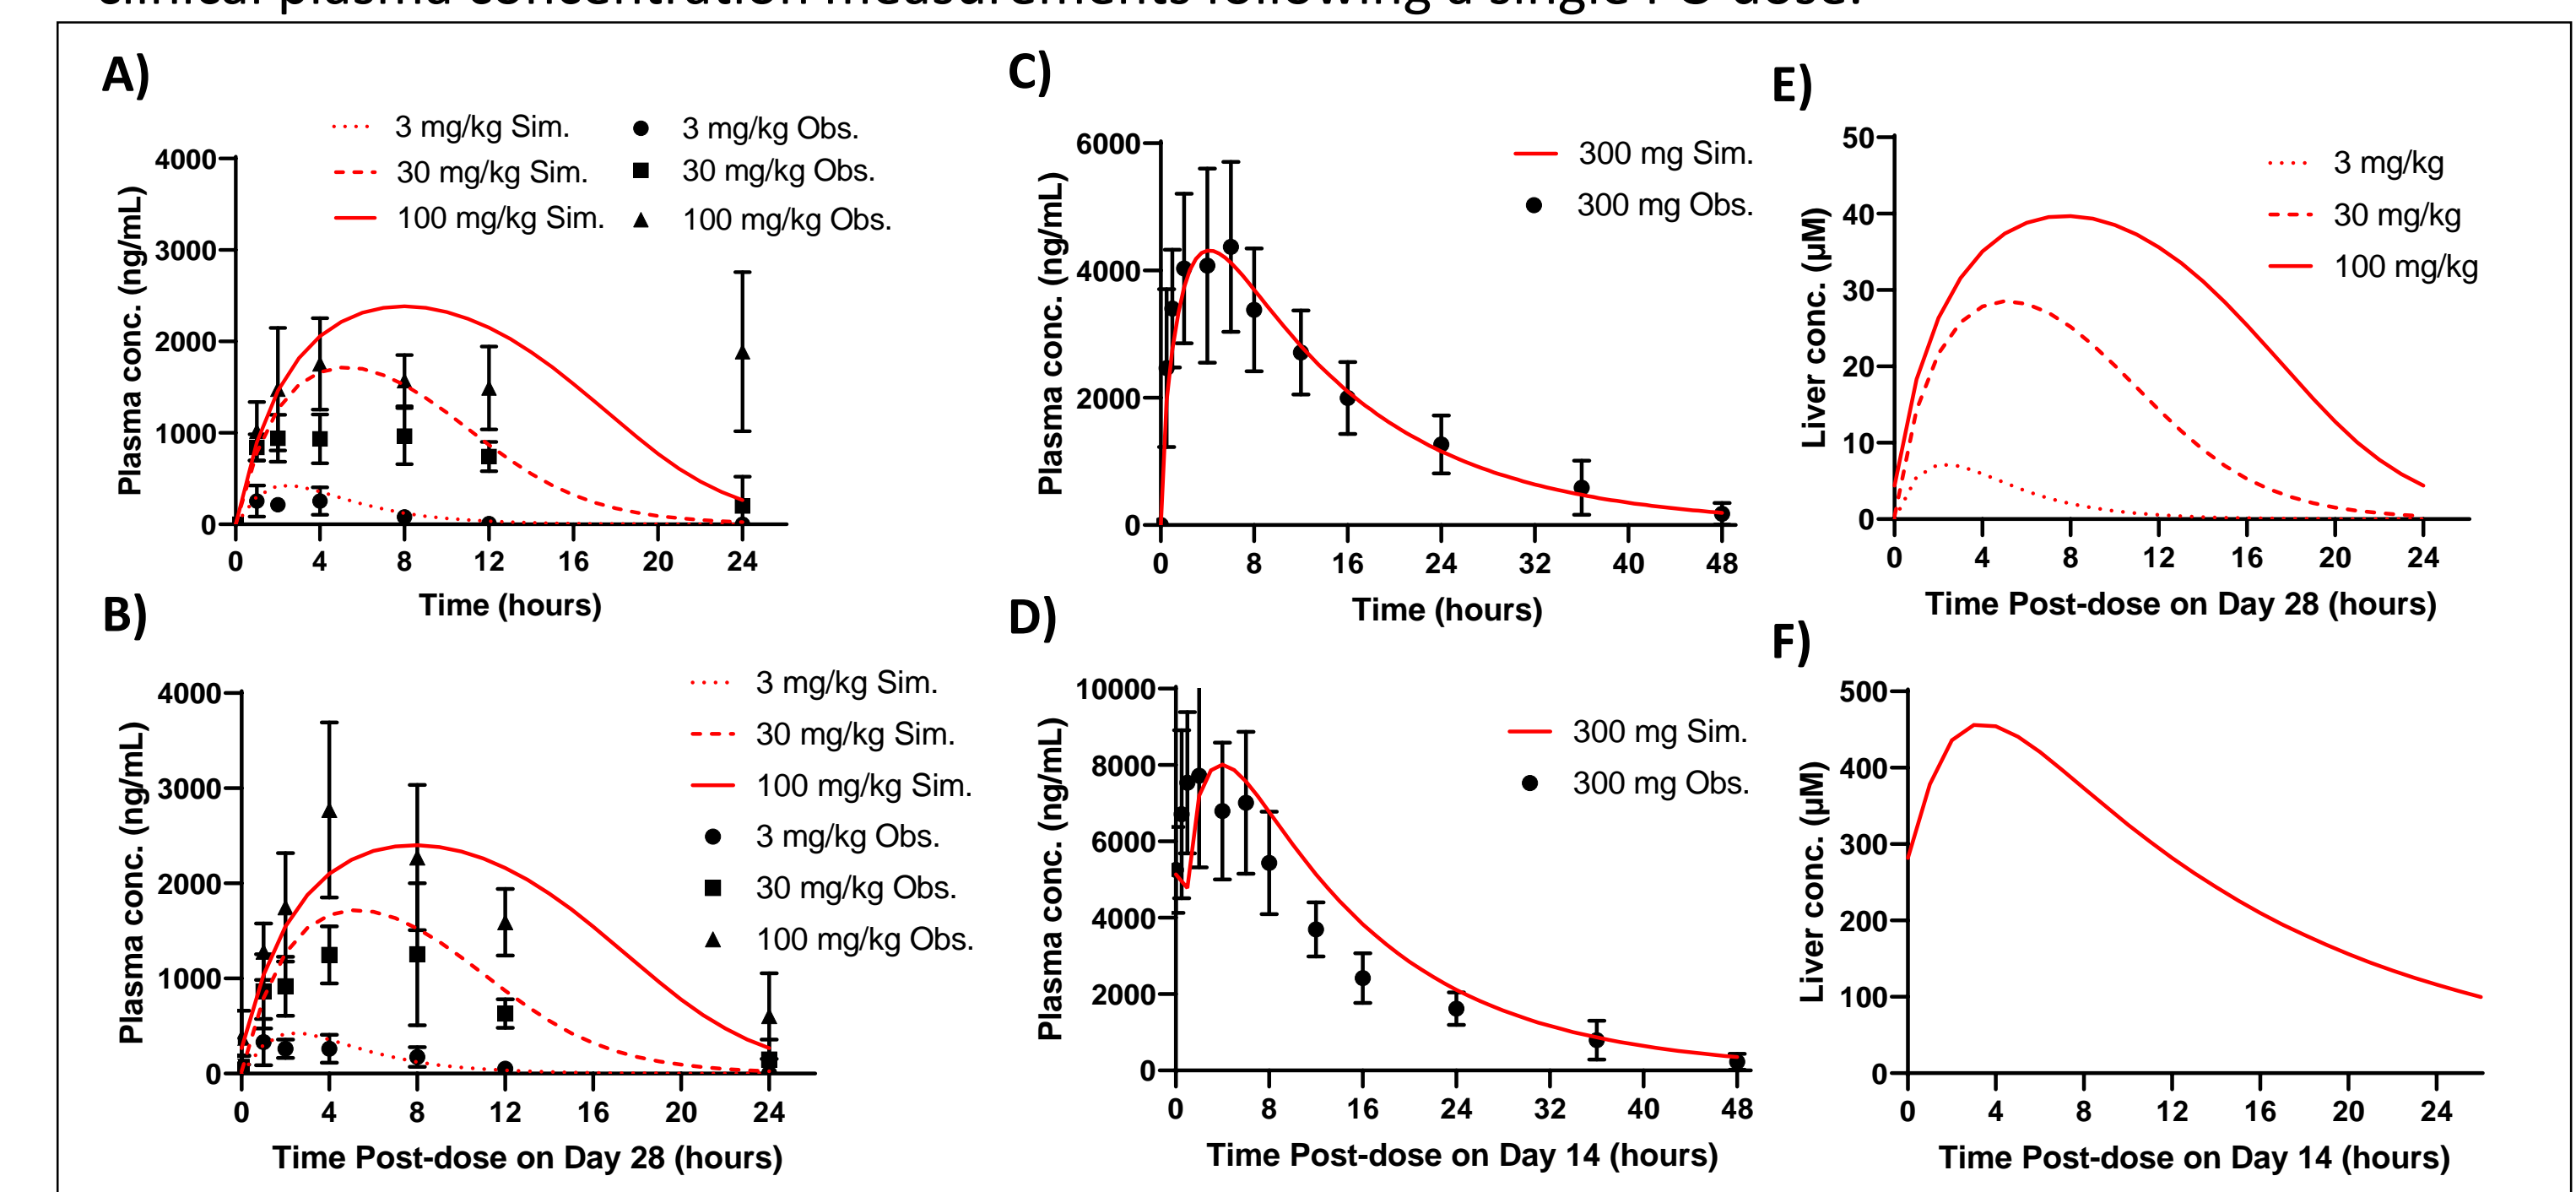 clinical plasma concentration measurements following a single PO dose.
A)
3 mg/kg Sim.
3 mg/kg Obs.
30 mg/kg Sim.
30 mg/kg Obs.
100 mg/kg Sim.
100 mg/kg Obs.
Plasma conc. (ng/mL)
4000
3000
2000
1000
0
0 4 8 12 16 20 24
Time (hours)
B)
3 mg/kg Sim.
30 mg/kg Sim.
100 mg/kg Sim.
3 mg/kg Obs.
30 mg/kg Obs.
100 mg/kg Obs.
Plasma conc. (ng/mL)
4000
3000
2000
1000
0
0 4 8 12 16 20 24
Time Post-dose on Day 28 (hours)
C)
300 mg Sim.
300 mg Obs.
Plasma conc. (ng/mL)
6000
4000
2000
0
0 8 16 24 32 40 48
Time (hours)
D)
300 mg Sim.
300 mg Obs.
Plasma conc. (ng/mL)
10000
8000
6000
4000
2000
0
0 8 16 24 32 40 48
Time Post-dose on Day 14 (hours)
E)
3 mg/kg
30 mg/kg
100 mg/kg
Liver conc. (µM)
50
40
30
20
10
0
0 4 8 12 16 20 24
Time Post-dose on Day 28 (hours)
F)
Liver conc. (µM)
500
400
300
200
100
0
0 4 8 12 16 20 24
Time Post-dose on Day 14 (hours)